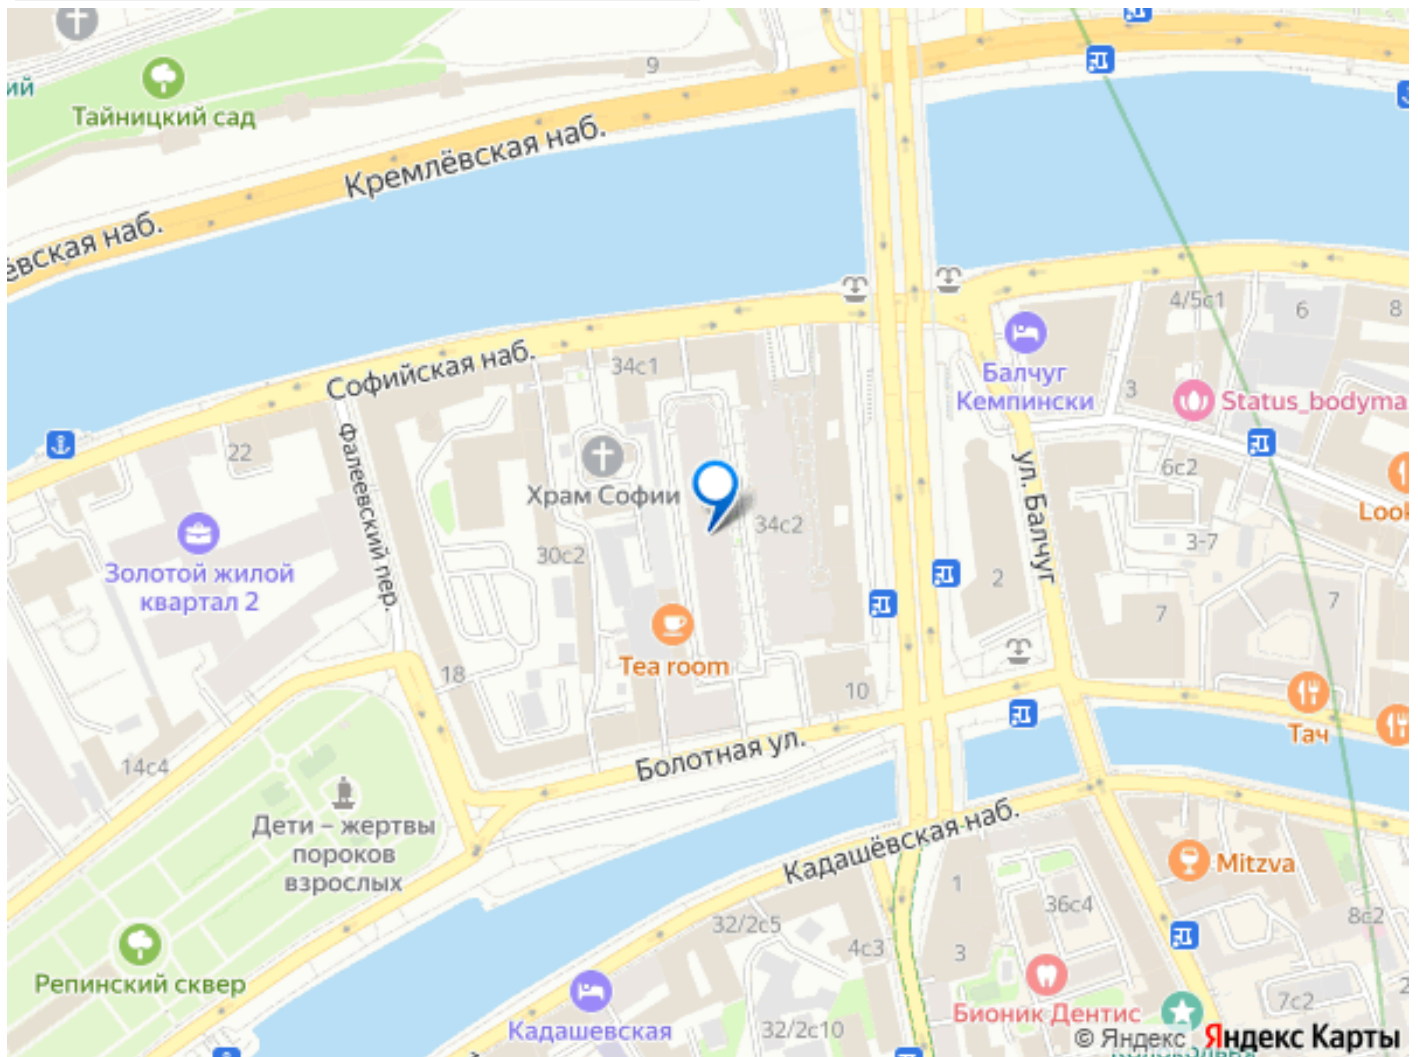 ий
Тайницкий сад
9
Кремлёвская наб.
ёвская наб.
4/5с1
6
8
Балчуг
Кемпински
3
Status_bodyma
Софийская наб.
34с1
22
Фалеевский пер.
Храм Софии
ул. Балчуг
6с2
Look
34с2
3-7
30с2
Золотой жилой
квартал 2
2
7
7
Tea room
18
10
Тач
Болотная ул.
14с4
Дети – жертвы
пороков
взрослых
Кадашёвская наб.
Mitzva
1
36с4
32/2с5
8с2
4с3
3
Репинский сквер
Бионик Дентис
7с2
2
Кадашевская
32/2с10
© Яндекс Яндекс Карты